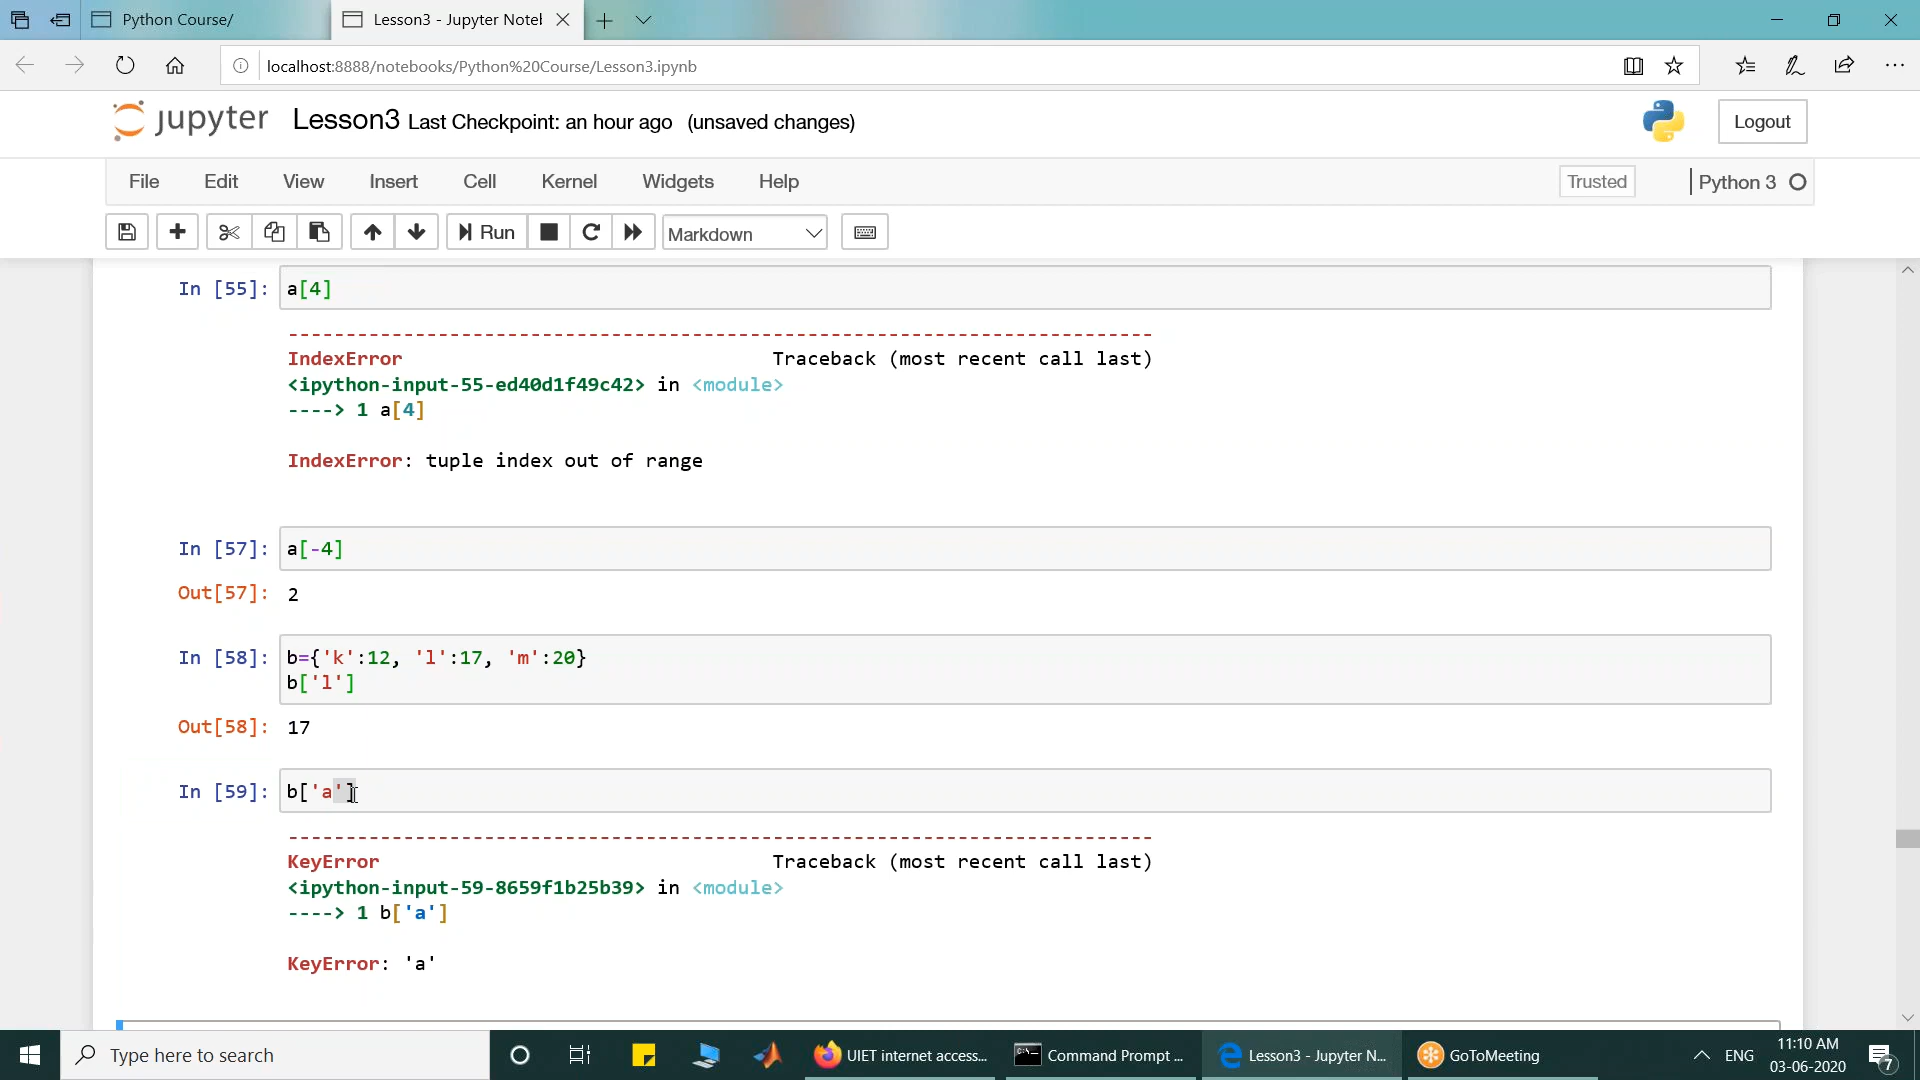 Python Course/
Lesson3 - Jupyter Notel
localhost:8888/notebooks/Python%20Course/Lesson3.ipynb
jupyter Lesson3 Last Checkpoint: an hour ago (unsaved changes)
Logout
File Edit View Insert Cell Kernel Widgets Help Trusted Python 3
Run Markdown
In [55]: a[4]
---------------------------------------------------------------------------
IndexError Traceback (most recent call last)
<ipython-input-55-ed40d1f49c42> in <module>
----> 1 a[4]
IndexError: tuple index out of range
In [57]: a[-4]
Out[57]: 2
In [58]: b={'k':12, 'l':17, 'm':20}
b['l']
Out[58]: 17
In [59]: b['a']
---------------------------------------------------------------------------
KeyError Traceback (most recent call last)
<ipython-input-59-8659f1b25b39> in <module>
----> 1 b['a']
KeyError: 'a'
Type here to search
UIET internet access...
Command Prompt ...
Lesson3 - Jupyter N...
GoToMeeting
ENG
11:10 AM
03-06-2020
7